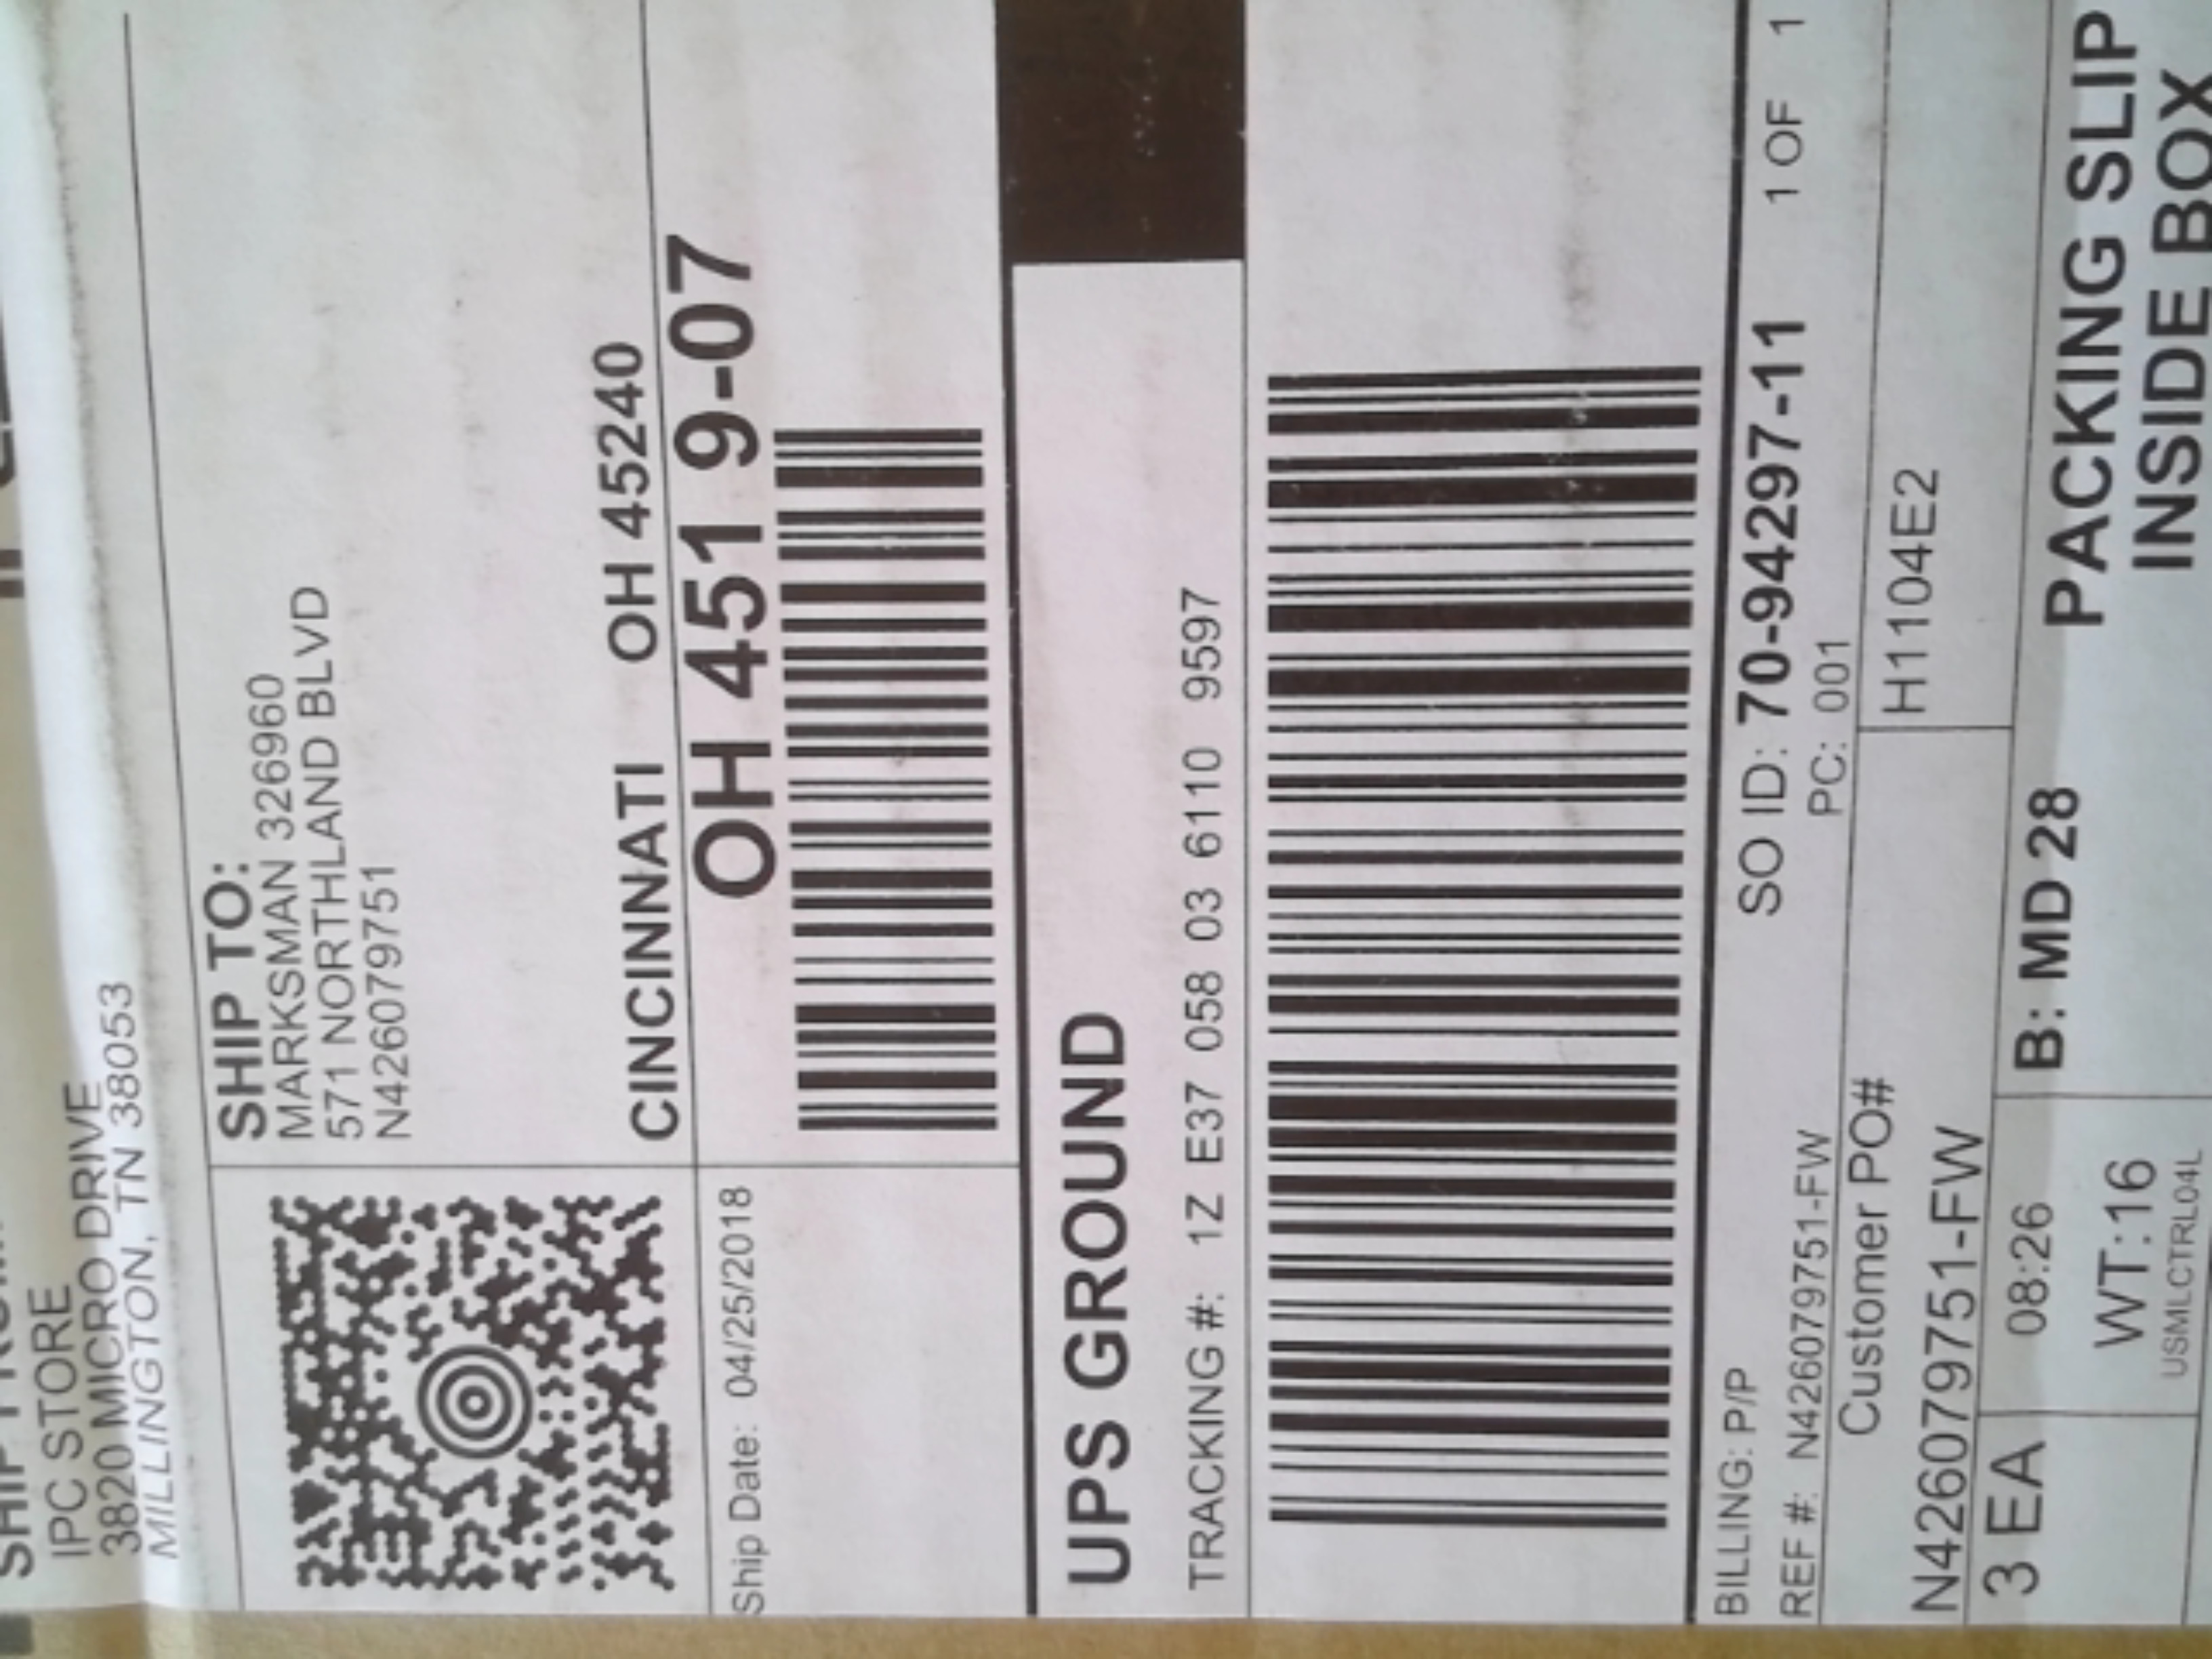 IPC STORE
3820 MICRO DRIVE
MILLINGTON, TN 38053
SHIP TO:
MARKSMAN 326960
571 NORTHLAND BLVD
N426079751
CINCINNATI OH 45240
OH 451 9-07
Ship Date: 04/25/2018
UPS GROUND
TRACKING #: 1Z E37 058 03 6110 9597
BILLING: P/P
SO ID: 70-94297-11 1 OF 1
REF #: N426079751-FW PC: 001
Customer PO#
N426079751-FW
H1104E2
3 EA
08:26
B: MD 28
WT:16
USMLCTRL04L
PACKING SLIP
INSIDE BOX